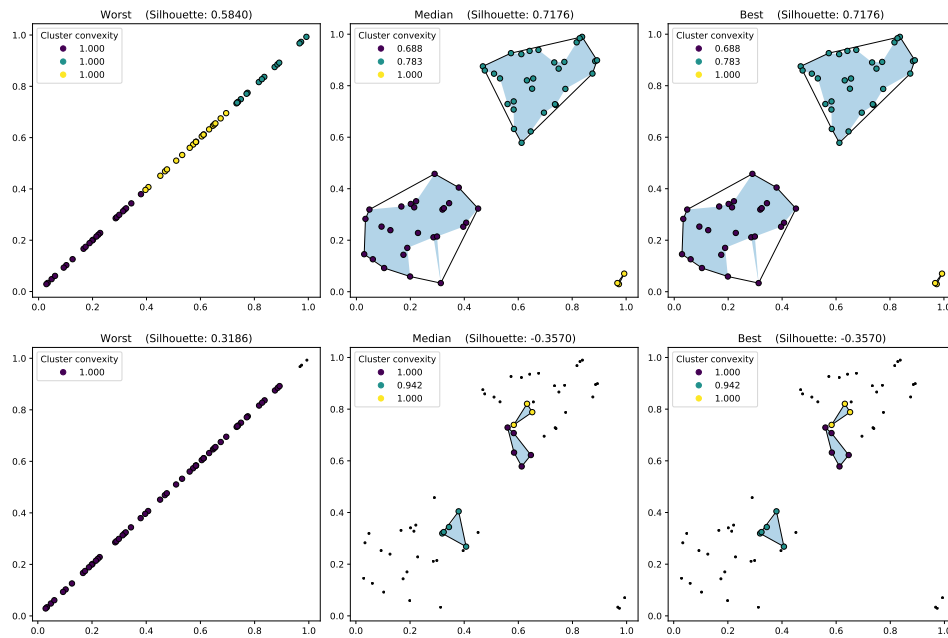 Worst (Silhouette: 0.5840)
Median (Silhouette: 0.7176)
Best (Silhouette: 0.7176)
Cluster convexity
1.000
1.000
1.000
Cluster convexity
0.688
0.783
1.000
Cluster convexity
0.688
0.783
1.000
1.0
0.8
0.6
0.4
0.2
0.0
1.0
0.8
0.6
0.4
0.2
0.0
1.0
0.8
0.6
0.4
0.2
0.0
0.0 0.2 0.4 0.6 0.8 1.0
0.0 0.2 0.4 0.6 0.8 1.0
0.0 0.2 0.4 0.6 0.8 1.0
Worst (Silhouette: 0.3186)
Median (Silhouette: -0.3570)
Best (Silhouette: -0.3570)
Cluster convexity
1.000
Cluster convexity
1.000
0.942
1.000
Cluster convexity
1.000
0.942
1.000
1.0
0.8
0.6
0.4
0.2
0.0
1.0
0.8
0.6
0.4
0.2
0.0
1.0
0.8
0.6
0.4
0.2
0.0
0.0 0.2 0.4 0.6 0.8 1.0
0.0 0.2 0.4 0.6 0.8 1.0
0.0 0.2 0.4 0.6 0.8 1.0